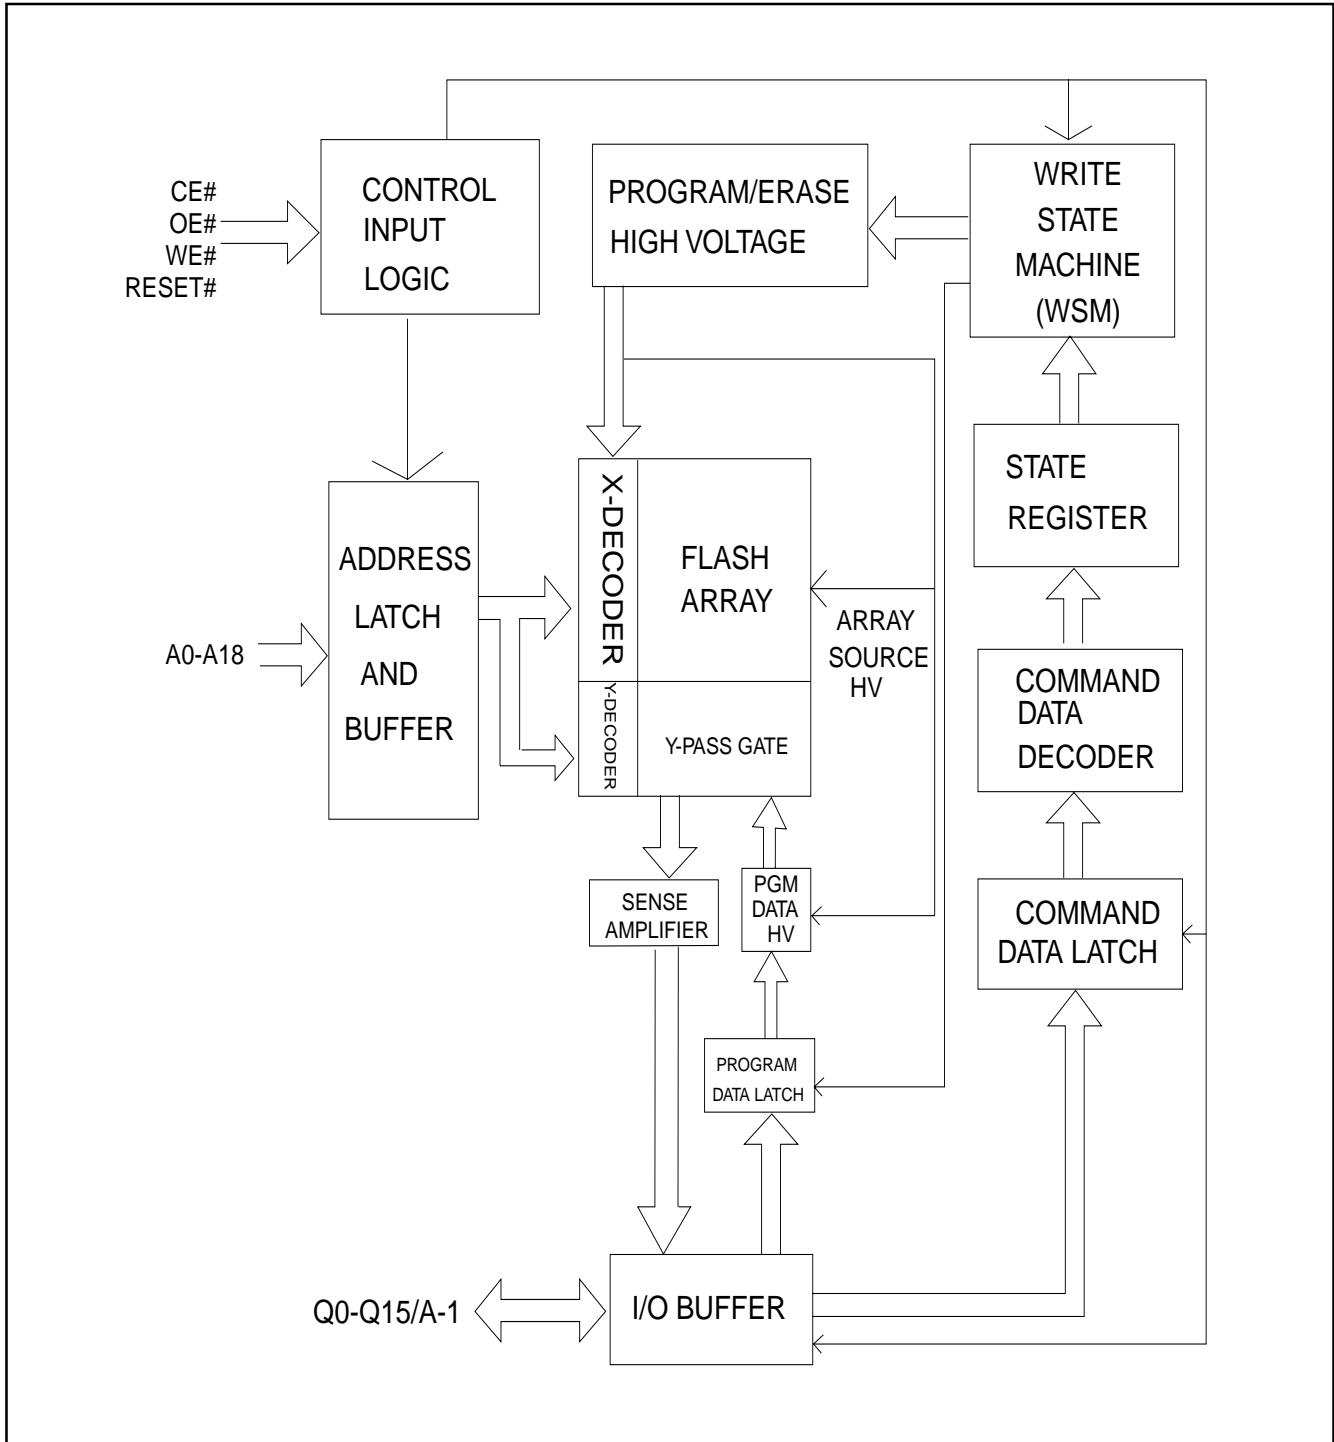 CE#
OE#
WE#
RESET#
CONTROL
INPUT
LOGIC
PROGRAM/ERASE
HIGH VOLTAGE
WRITE
STATE
MACHINE
(WSM)
STATE
REGISTER
ADDRESS
LATCH
AND
BUFFER
A0-A18
X-DECODER
FLASH
ARRAY
ARRAY
SOURCE
HV
Y-DECODER
Y-PASS GATE
COMMAND
DATA
DECODER
SENSE
AMPLIFIER
PGM
DATA
HV
COMMAND
DATA LATCH
PROGRAM
DATA LATCH
Q0-Q15/A-1
I/O BUFFER